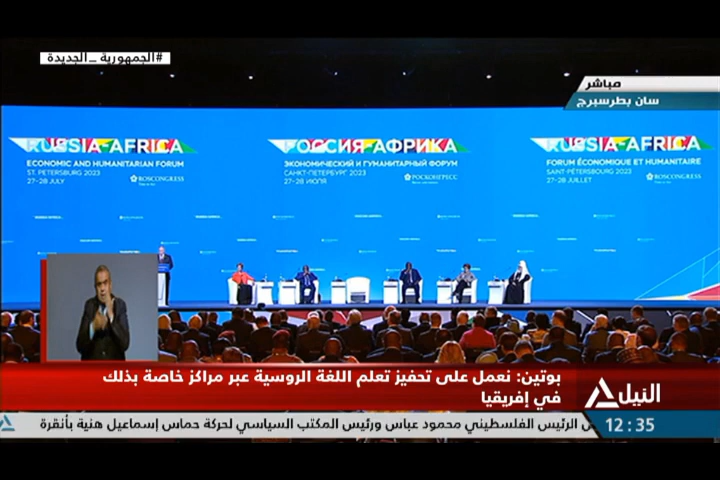 #الجمهورية_الجديدة
مباشر
سان بطرسبرج
RUSSIA-AFRICA
ECONOMIC AND HUMANITARIAN FORUM
ST. PETERSBURG 2023
27–28 JULY
ROSCONGRESS
РОССИЯ-АФРИКА
ЭКОНОМИЧЕСКИЙ И ГУМАНИТАРНЫЙ ФОРУМ
САНКТ-ПЕТЕРБУРГ 2023
27–28 ИЮЛЯ
РОСКОНГРЕСС
RUSSIA-AFRICA
FORUM ÉCONOMIQUE ET HUMANITAIRE
SAINT-PÉTERSBOURG 2023
27–28 JUILLET
ROSCONGRESS
بوتين: نعمل على تحفيز تعلم اللغة الروسية عبر مراكز خاصة بذلك
في إفريقيا
النيل
12:35
الرئيس الفلسطيني محمود عباس ورئيس المكتب السياسي لحركة حماس إسماعيل هنية بأنقرة